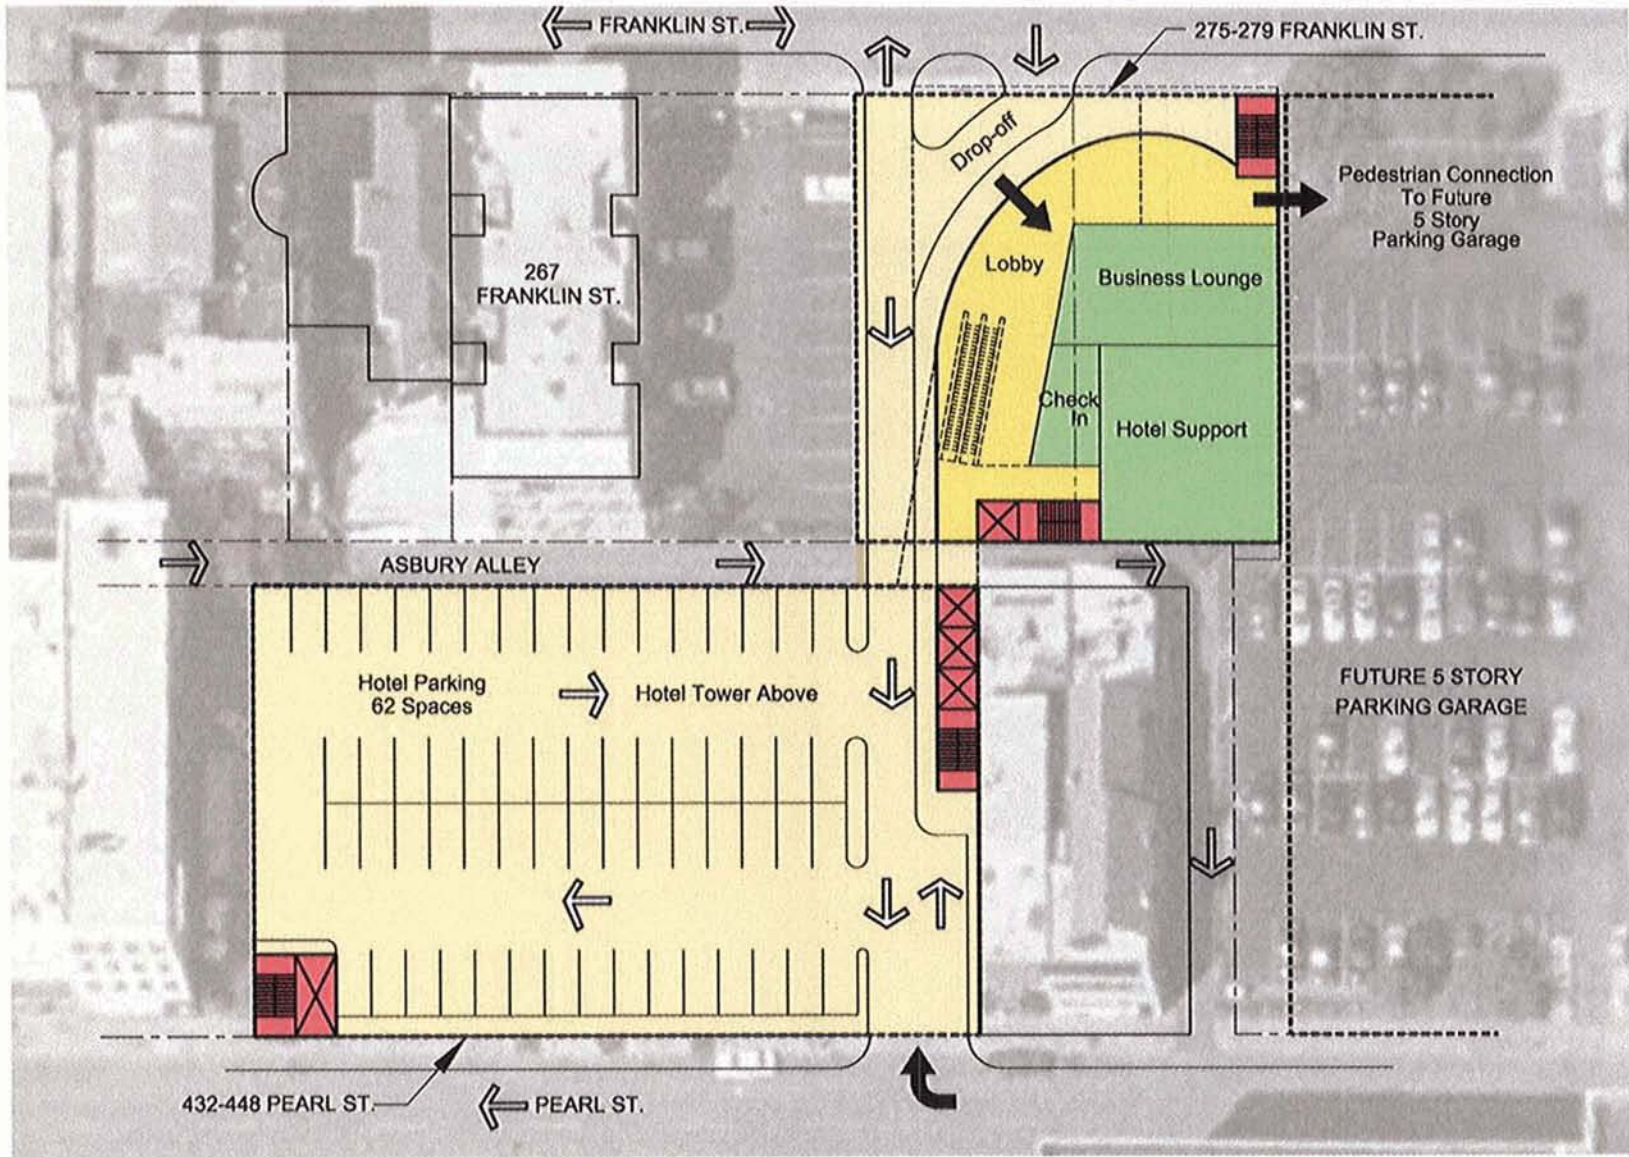 FRANKLIN ST.
275-279 FRANKLIN ST.
Drop-off
Pedestrian Connection
To Future
5 Story
Parking Garage
Lobby
Business Lounge
267
FRANKLIN ST.
Check
In
Hotel Support
ASBURY ALLEY
Hotel Parking
62 Spaces
Hotel Tower Above
FUTURE 5 STORY
PARKING GARAGE
432-448 PEARL ST.
PEARL ST.